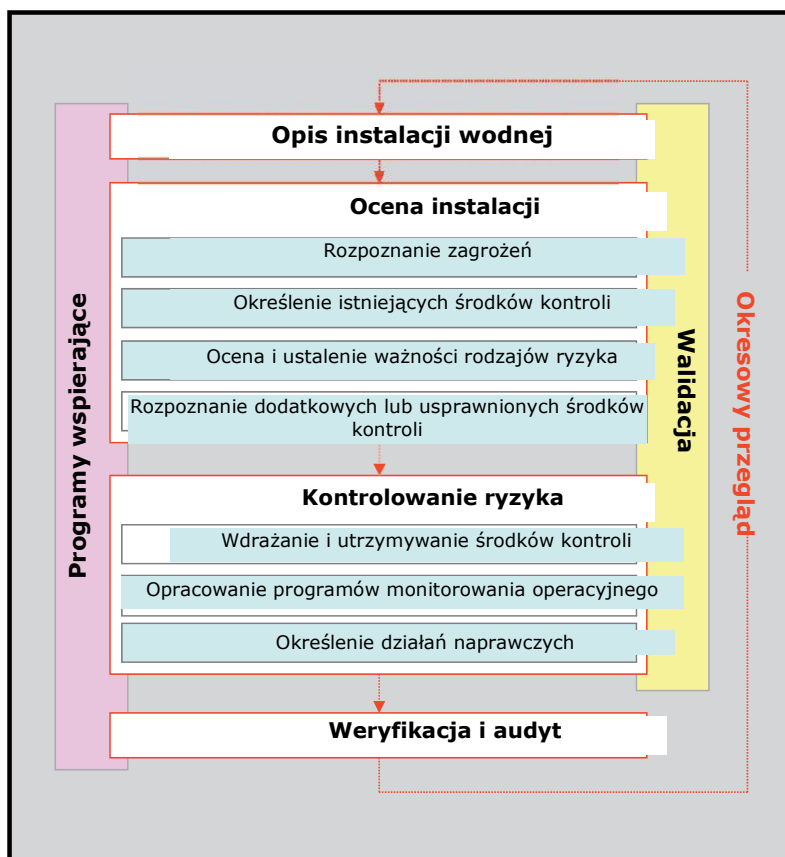 Opis instalacji wodnej
Ocena instalacji
Rozpoznanie zagrożeń
Określenie istniejących środków kontroli
Ocena i ustalenie ważności rodzajów ryzyka
Rozpoznanie dodatkowych lub usprawnionych środków
kontroli
Kontrolowanie ryzyka
Wdrażanie i utrzymywanie środków kontroli
Opracowanie programów monitorowania operacyjnego
Określenie działań naprawczych
Weryfikacja i audyt
Programy wspierające
Walidacja
Okresowy przegląd